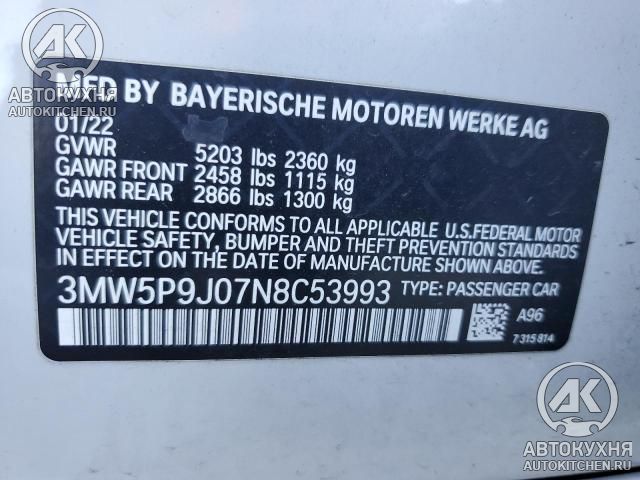 АВТОКУХНЯ
AUTOKITCHEN.RU
MFD BY BAYERISCHE MOTOREN WERKE AG
01/22
GVWR 5203 lbs 2360 kg
GAWR FRONT 2458 lbs 1115 kg
GAWR REAR 2866 lbs 1300 kg
THIS VEHICLE CONFORMS TO ALL APPLICABLE U.S.FEDERAL MOTOR
VEHICLE SAFETY, BUMPER AND THEFT PREVENTION STANDARDS
IN EFFECT ON THE DATE OF MANUFACTURE SHOWN ABOVE.
3MW5P9J07N8C53993 TYPE: PASSENGER CAR
A96
7315814
AK
АВТОКУХНЯ
AUTOKITCHEN.RU